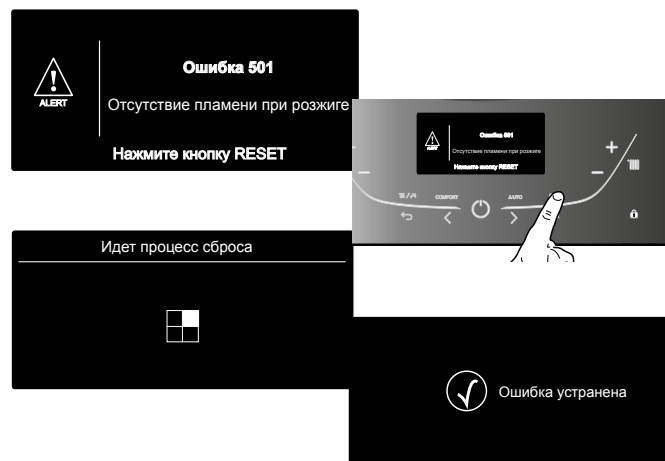 Ошибка 501
ALERT
Отсутствие пламени при розжиге
Нажмите кнопку RESET
Ошибка 501
ALERT
Отсутствие пламени при розжиге
Нажмите кнопку RESET
COMFORT
AUTO
Идет процесс сброса
Ошибка устранена